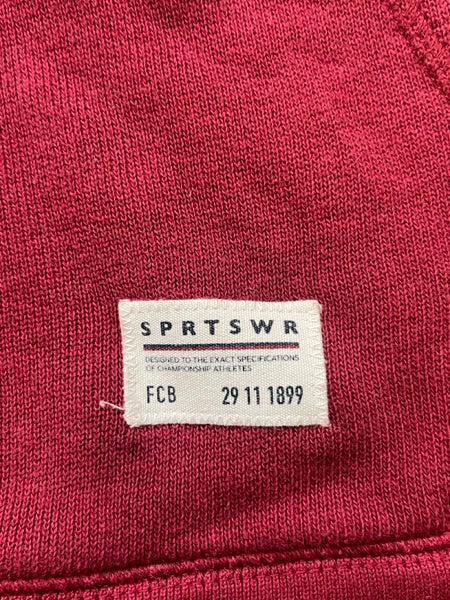 SPRTSWR
DESIGNED TO THE EXACT SPECIFICATIONS
OF CHAMPIONSHIP ATHLETES
FCB 29 11 1899